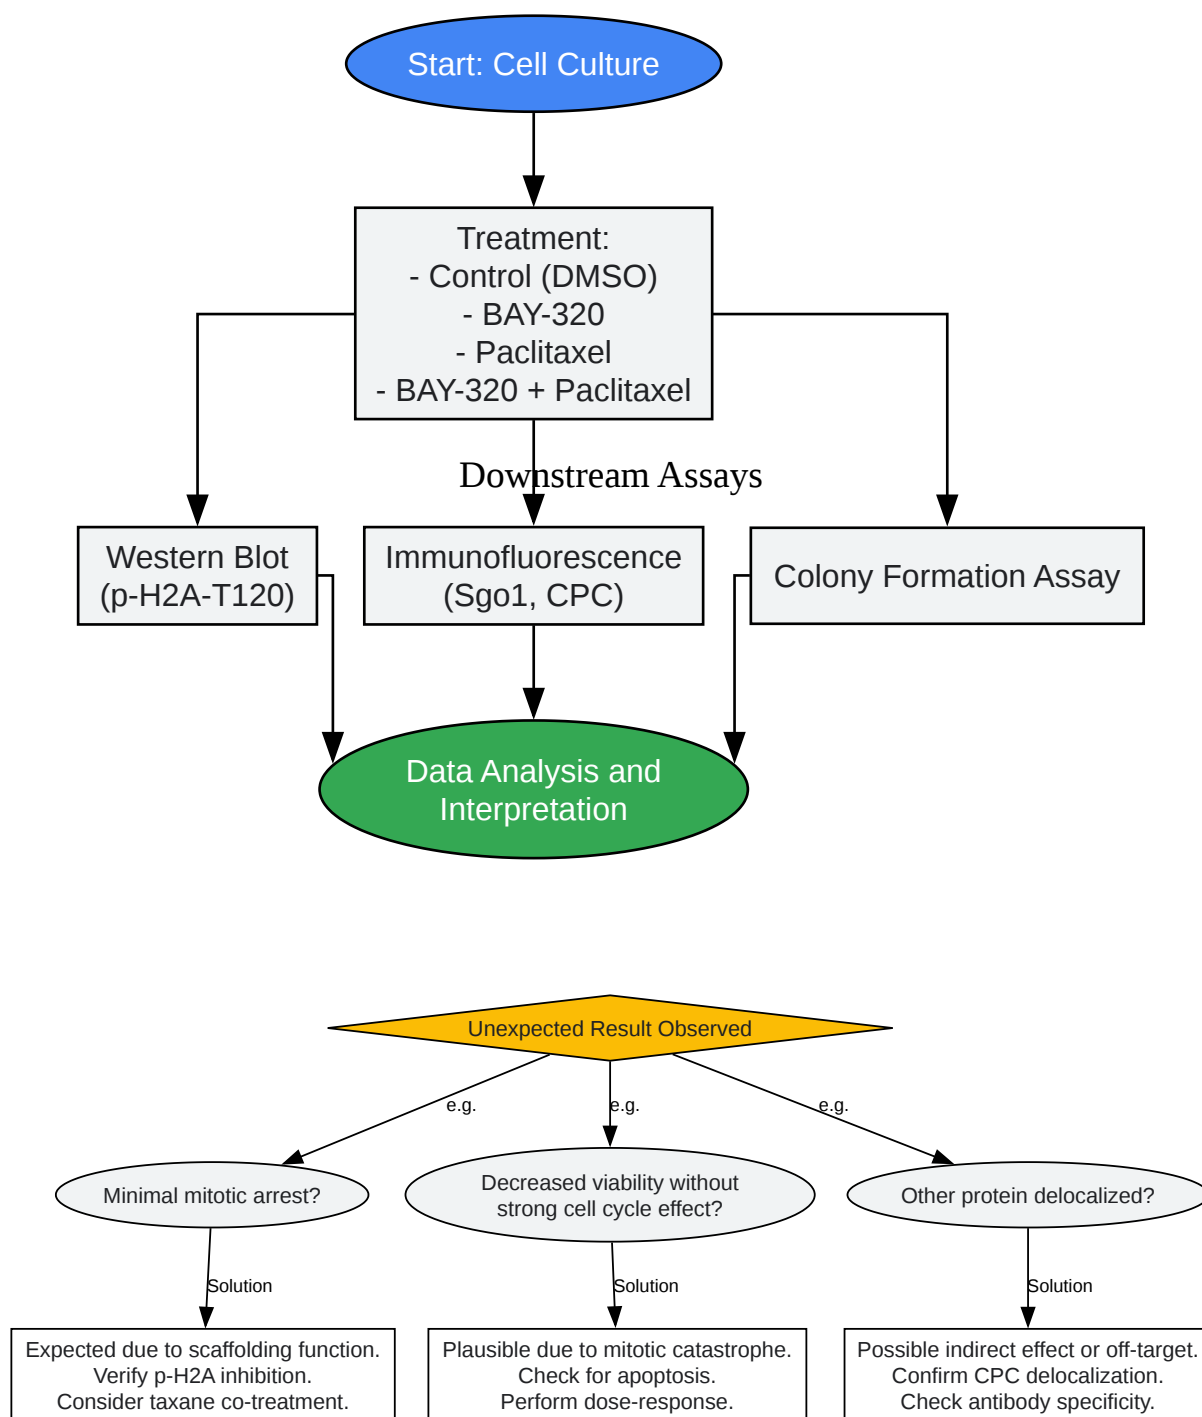 Start: Cell Culture
Treatment:
- Control (DMSO)
- BAY-320
- Paclitaxel
- BAY-320 + Paclitaxel
Downstream Assays
Western Blot
(p-H2A-T120)
Immunofluorescence
(Sgo1, CPC)
Colony Formation Assay
Data Analysis and
Interpretation
Unexpected Result Observed
e.g.
e.g.
e.g.
Minimal mitotic arrest?
Decreased viability without
strong cell cycle effect?
Other protein delocalized?
Solution
Solution
Solution
Expected due to scaffolding function.
Verify p-H2A inhibition.
Consider taxane co-treatment.
Plausible due to mitotic catastrophe.
Check for apoptosis.
Perform dose-response.
Possible indirect effect or off-target.
Confirm CPC delocalization.
Check antibody specificity.